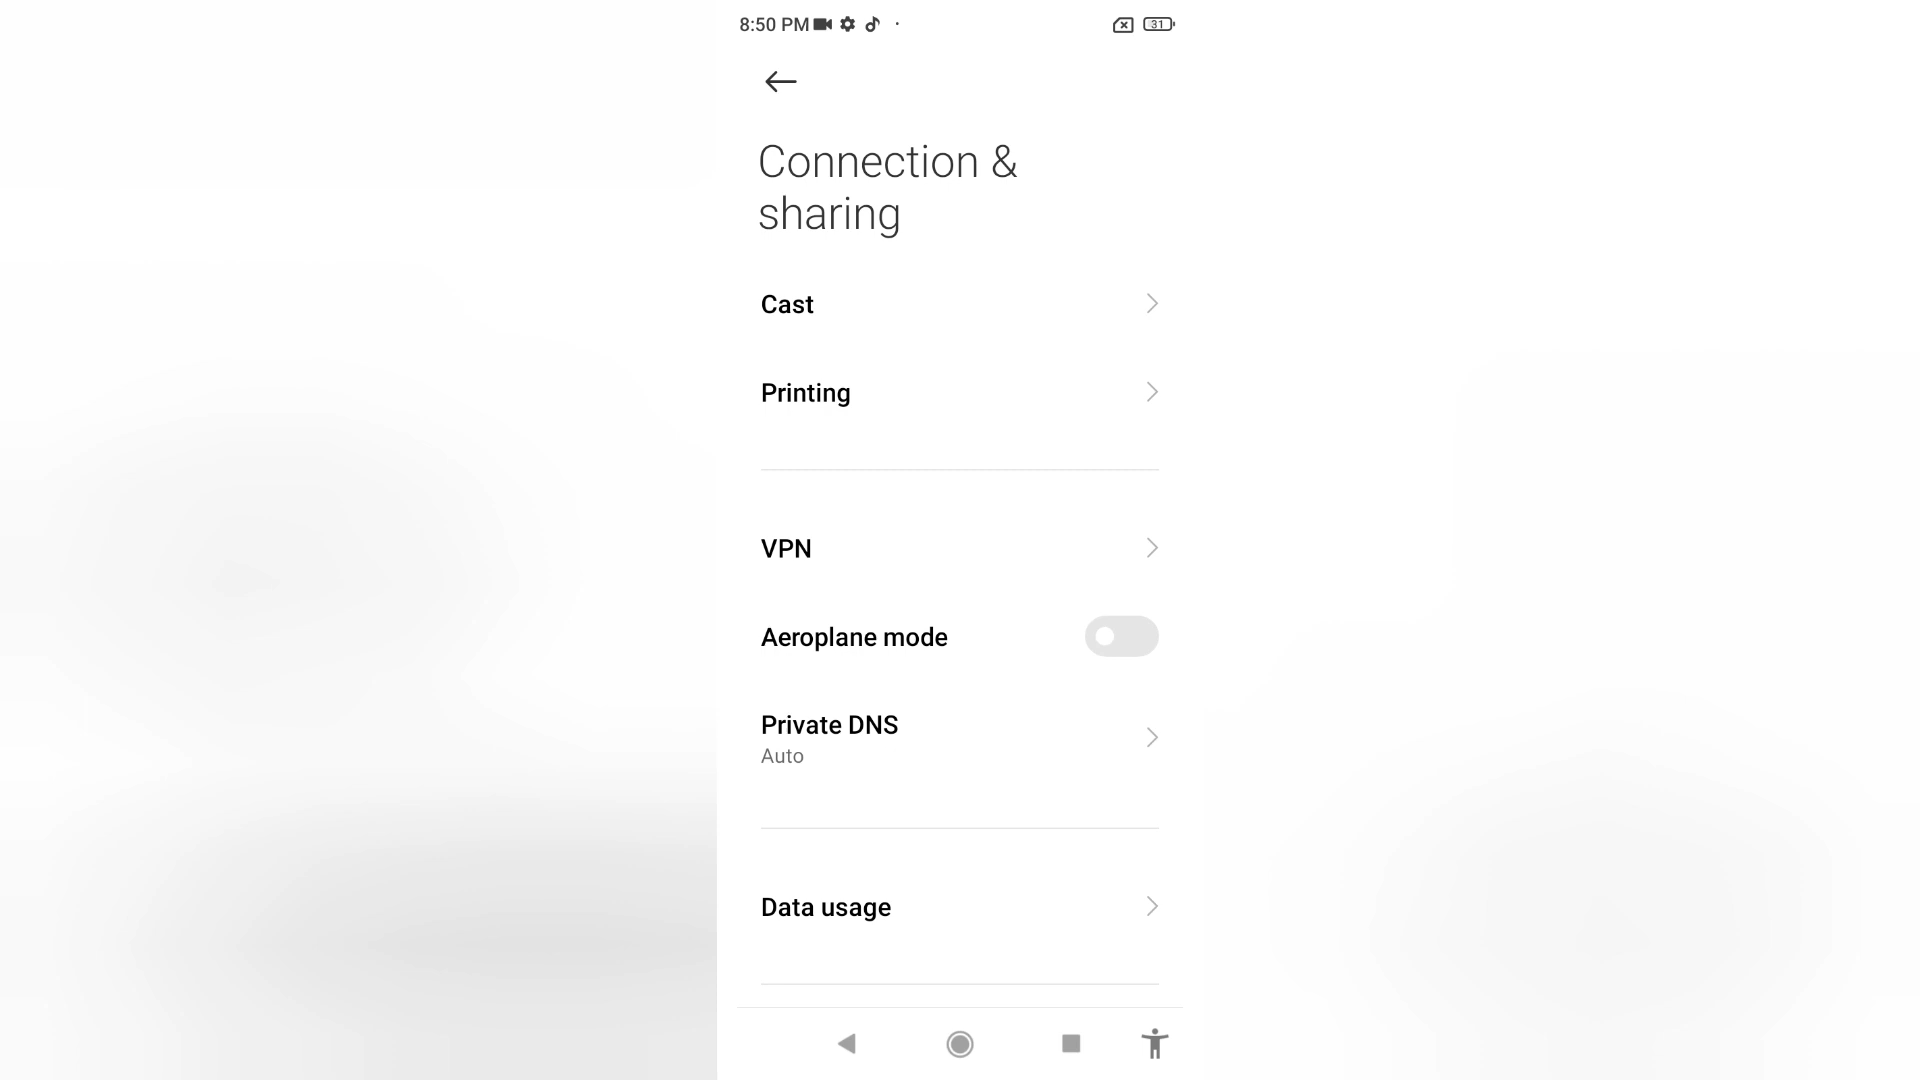 8:50 PM
31
Connection &
sharing
Cast
Printing
VPN
Aeroplane mode
Private DNS
Auto
Data usage